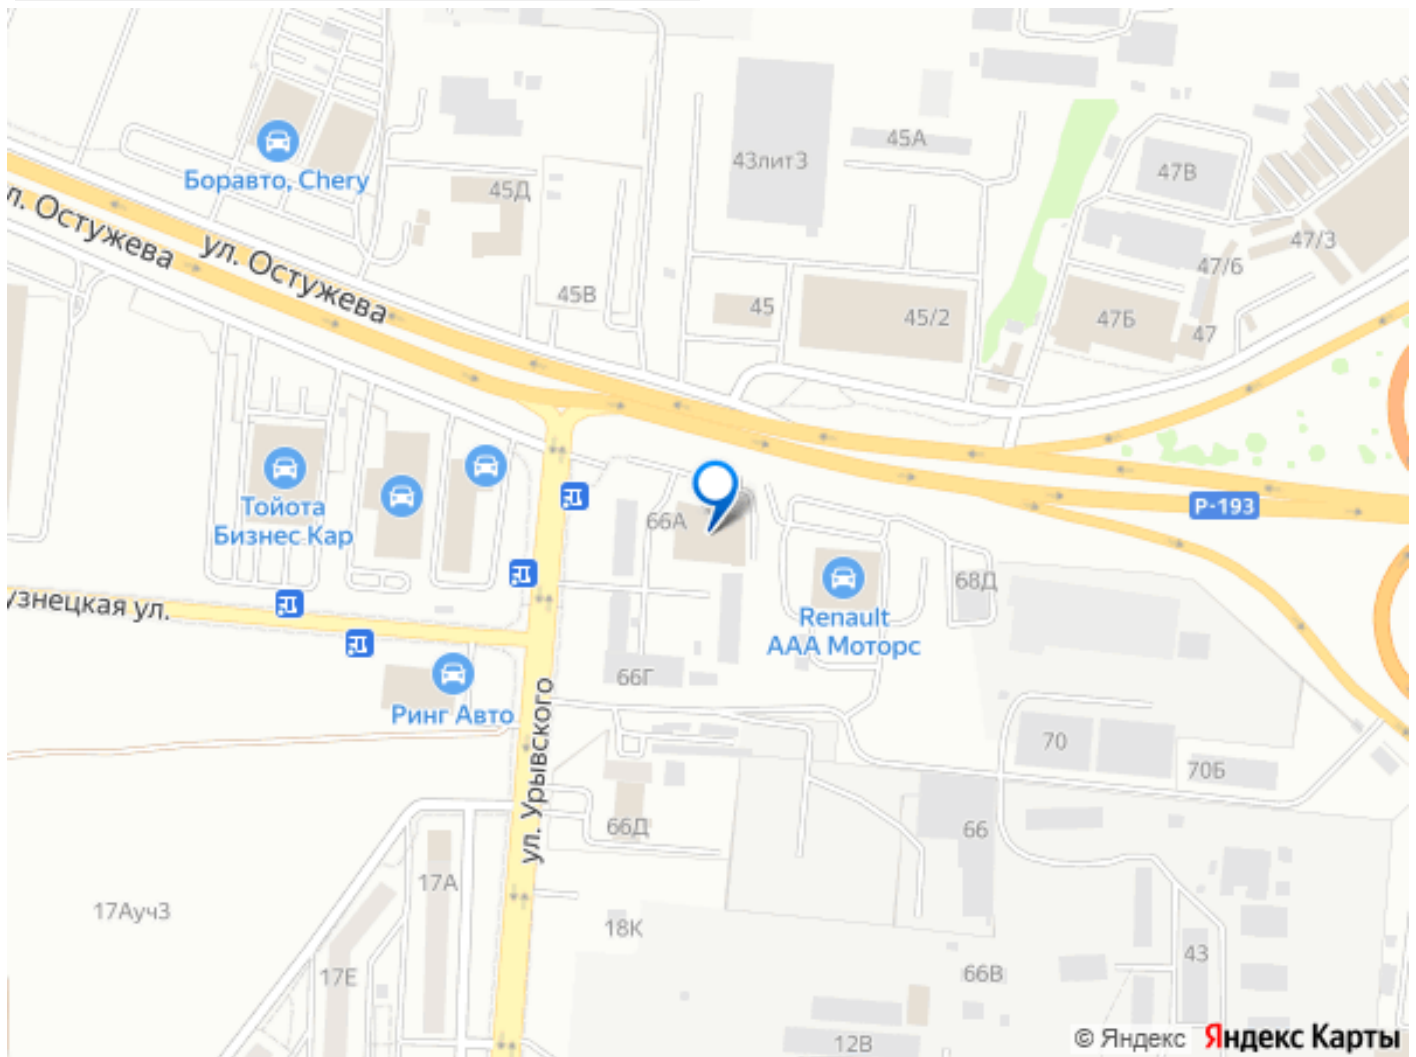 45А
43литЗ
47В
Боравто, Chery
45Д
ул. Остужева
л. Остужева
47/3
47/6
45В
45
45/2
47Б
47
Тойота
Бизнес Кар
66А
Р-193
68Д
Renault
ААА Моторс
узнецкая ул.
66Г
Ринг Авто
ул. Урывского
70
70Б
66Д
66
17А
17Ауч3
18К
17Е
66В
43
12В
© Яндекс Яндекс Карты